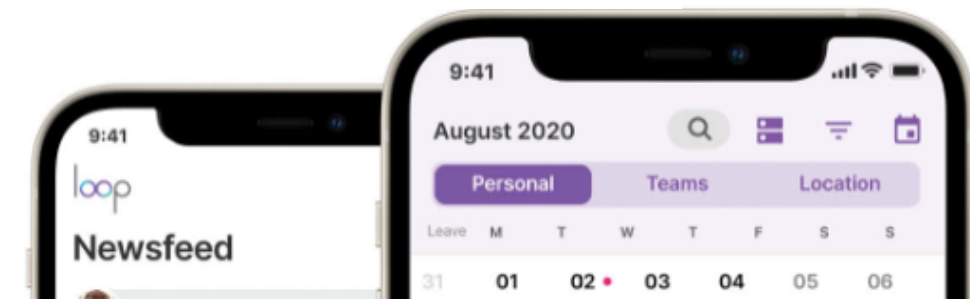 9:41
loop
Newsfeed
9:41
August 2020
Personal Teams Location
Leave M T W T F S S
31 01 02 03 04 05 06